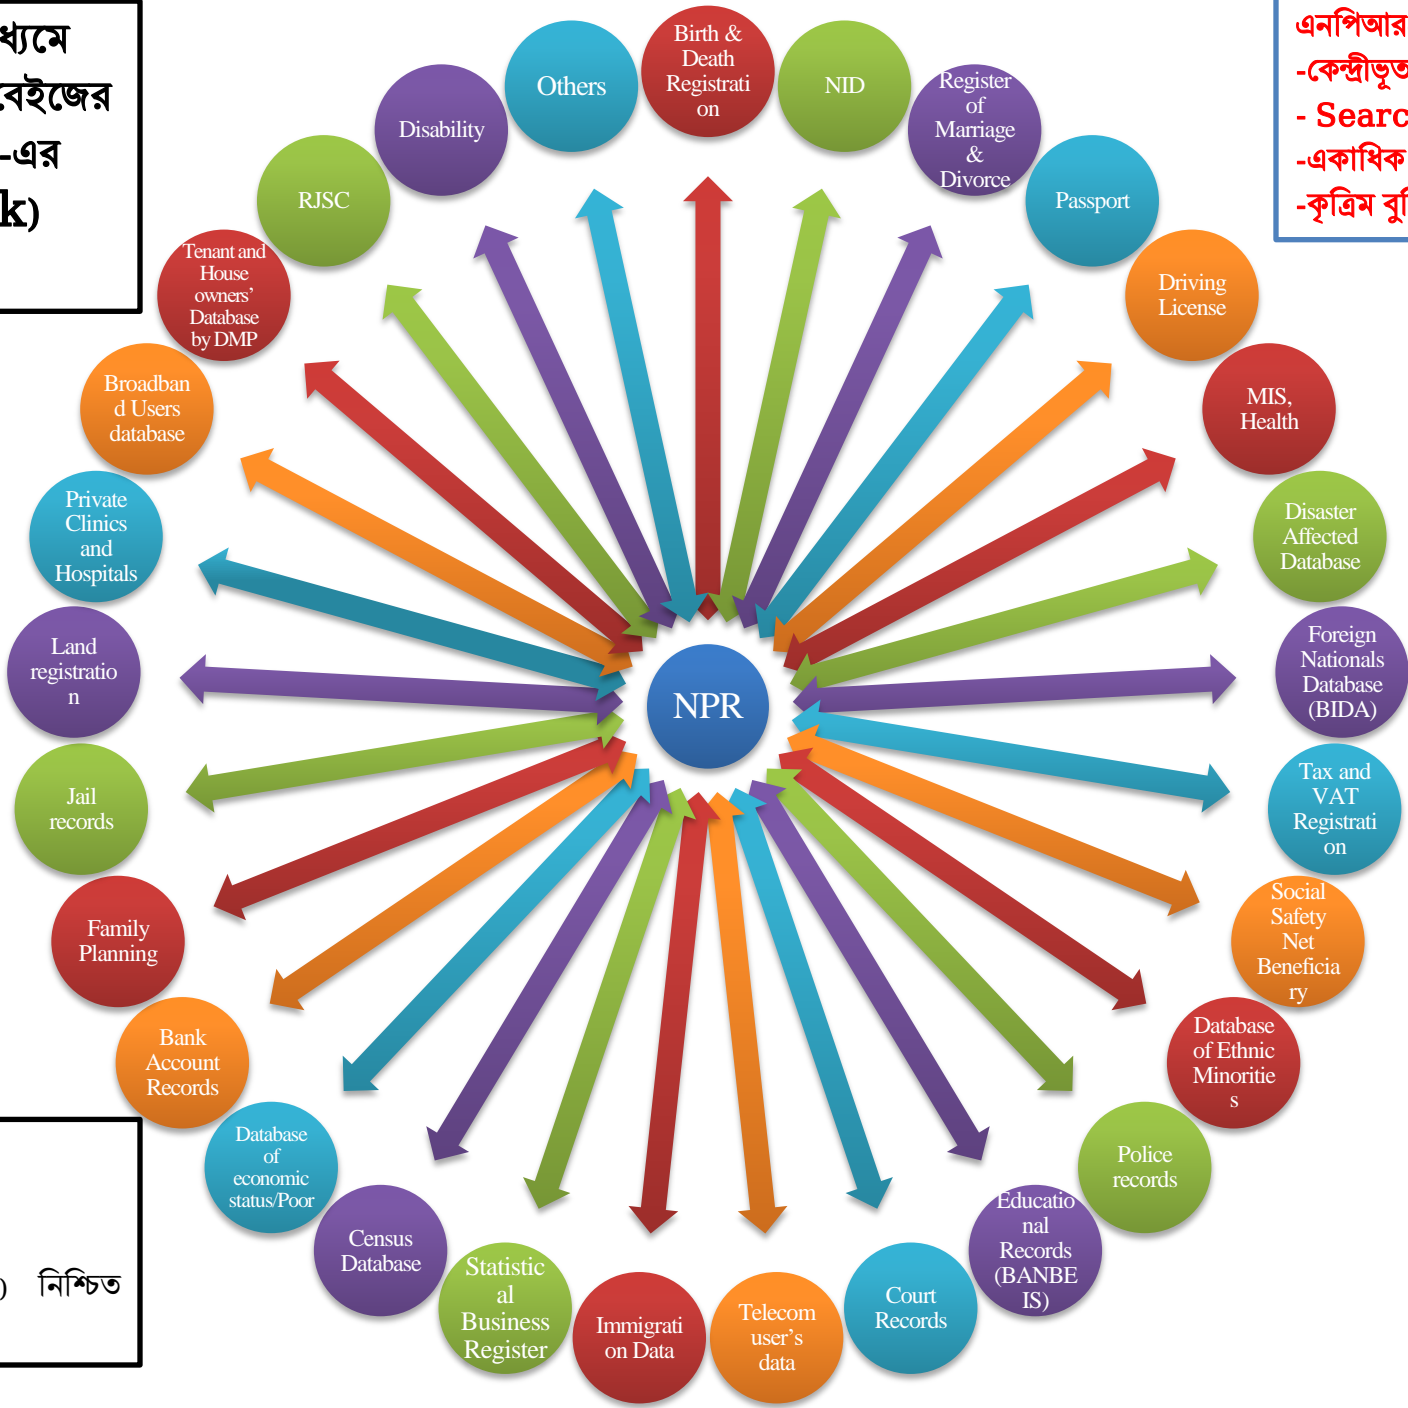 ধ্যমে
বেইজের
-এর
k)
এনপিআর
-কেন্দ্রীভূত
- Searc
-একাধিক
-কৃত্রিম
Birth &
Death
Registrati
on
NID
Register
of
Marriage
&
Divorce
Passport
Driving
License
MIS,
Health
Disaster
Affected
Database
Foreign
Nationals
Database
(BIDA)
Tax and
VAT
Registrati
on
Social
Safety
Net
Beneficia
ry
Database
of Ethnic
Minoritie
s
Police
records
Educatio
nal
Records
(BANBE
IS)
Court
Records
Telecom
user’s
data
Immigrati
on Data
Statistic
al
Business
Register
Census
Database
Database
of
economic
status/Poor
Bank
Account
Records
Family
Planning
Jail
records
Land
registratio
n
Private
Clinics
and
Hospitals
Broadban
d Users
database
Tenant and
House
owners’
Database
by DMP
RJSC
Disability
Others
NPR
) নিশ্চিত